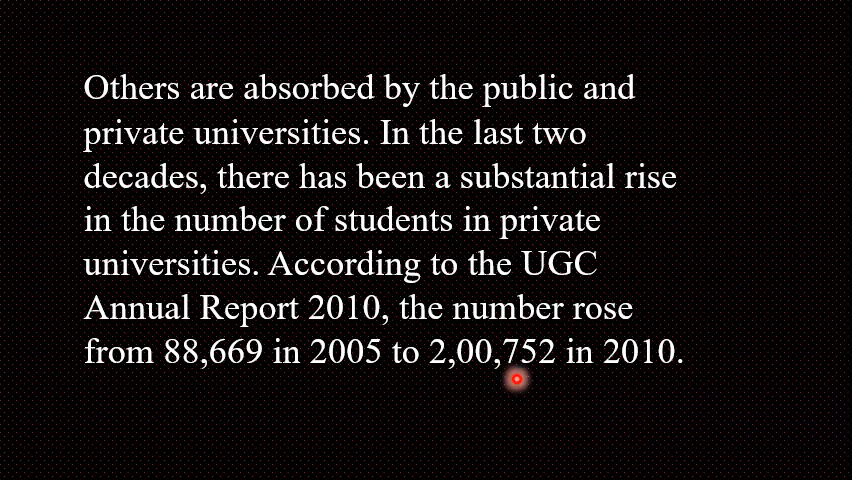 Others are absorbed by the public and
private universities. In the last two
decades, there has been a substantial rise
in the number of students in private
universities. According to the UGC
Annual Report 2010, the number rose
from 88,669 in 2005 to 2,00,752 in 2010.